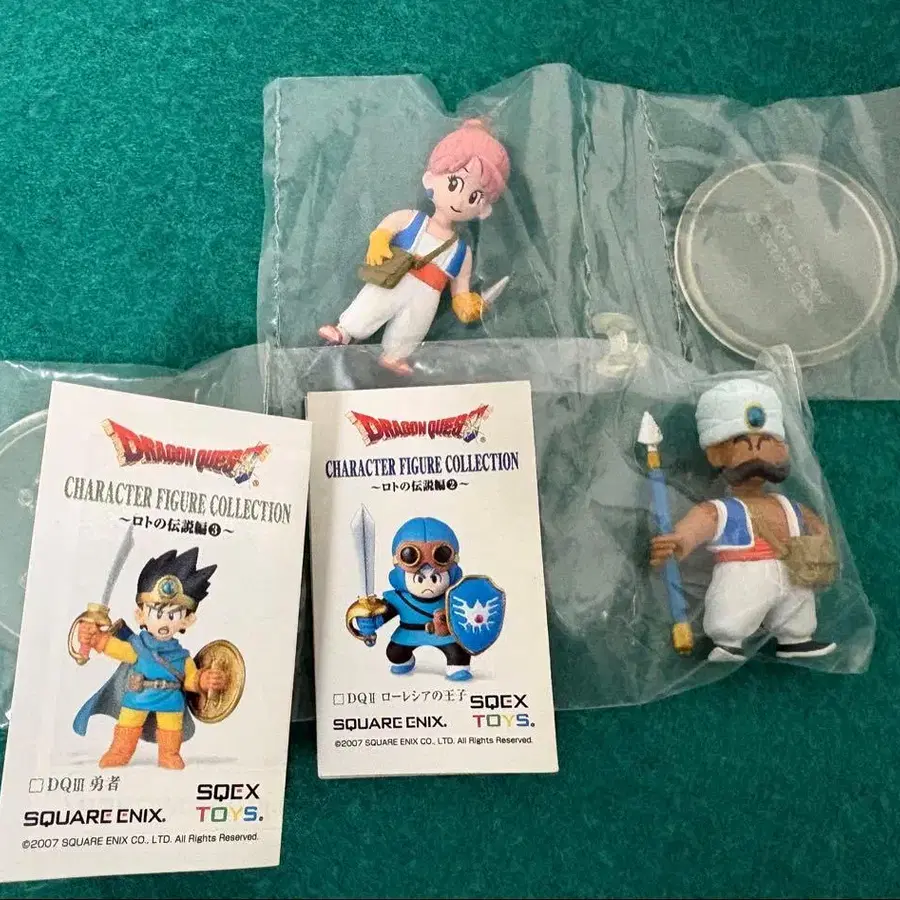 DRAGON QUEST®
CHARACTER FIGURE COLLECTION
～ロトの伝説編❸～
□DQⅢ 勇者
SQUARE ENIX.
SQEX
TOYS®
©2007 SQUARE ENIX CO., LTD. All Rights Reserved.
DRAGON QUEST®
CHARACTER FIGURE COLLECTION
～ロトの伝説編❷～
□DQⅡ ローレシアの王子
SQUARE ENIX.
SQEX
TOYS®
©2007 SQUARE ENIX CO., LTD. All Rights Reserved.